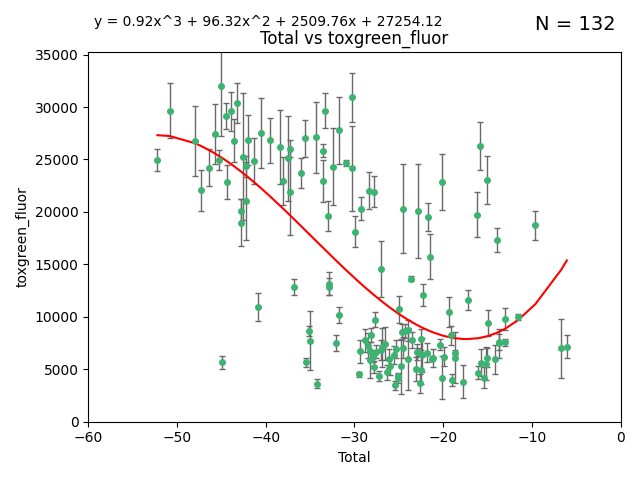 y = 0.92x^3 + 96.32x^2 + 2509.76x + 27254.12
N = 132
Total vs toxgreen_fluor
35000
30000
25000
20000
15000
10000
5000
0
toxgreen_fluor
−60 −50 −40 −30 −20 −10 0
Total